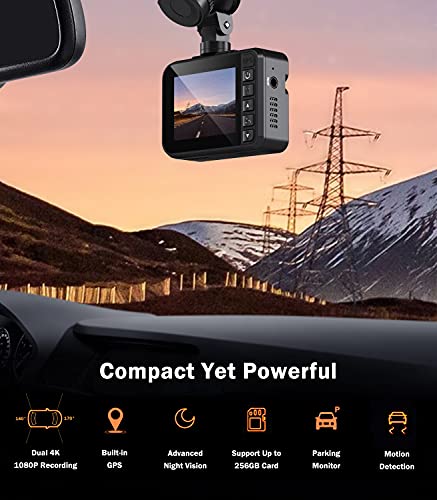 Compact Yet Powerful
140° 170° P
Dual 4K Built-in Advanced Support Up to Parking Motion
1080P Recording GPS Night Vision 256GB Card Monitor Detection